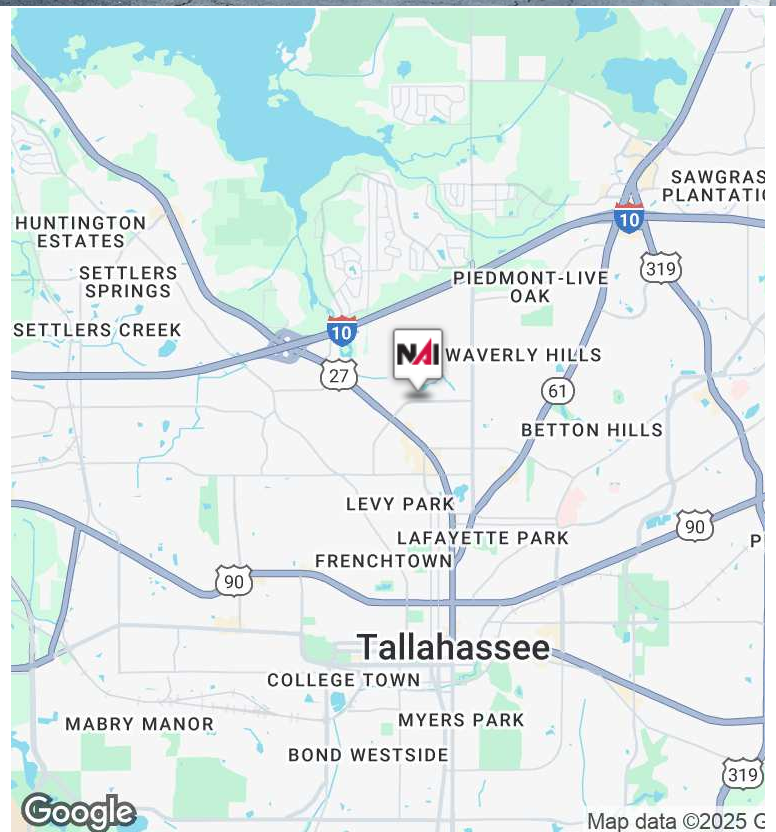 SAWGRAS
PLANTATIO
10
HUNTINGTON
ESTATES
319
SETTLERS
SPRINGS
PIEDMONT-LIVE
OAK
SETTLERS CREEK
10
NAI
WAVERLY HILLS
27
61
BETTON HILLS
LEVY PARK
90
LAFAYETTE PARK
P
FRENCHTOWN
90
Tallahassee
COLLEGE TOWN
MABRY MANOR
MYERS PARK
BOND WESTSIDE
319
Google
Map data ©2025 G